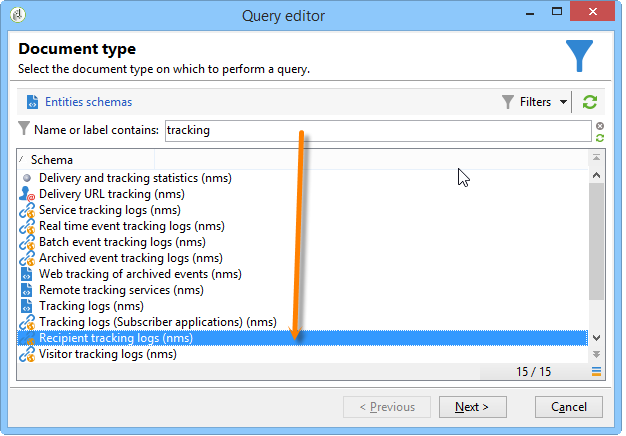 Query editor
Document type
Select the document type on which to perform a query.
Entities schemas
Filters
Name or label contains: tracking
Schema
Delivery and tracking statistics (nms)
Delivery URL tracking (nms)
Service tracking logs (nms)
Real time event tracking logs (nms)
Batch event tracking logs (nms)
Archived event tracking logs (nms)
Web tracking of archived events (nms)
Remote tracking services (nms)
Tracking logs (nms)
Tracking logs (Subscriber applications) (nms)
Recipient tracking logs (nms)
Visitor tracking logs (nms)
15 / 15
< Previous Next > Cancel